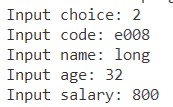 Input choice: 2
Input code: e008
Input name: long
Input age: 32
Input salary: 800